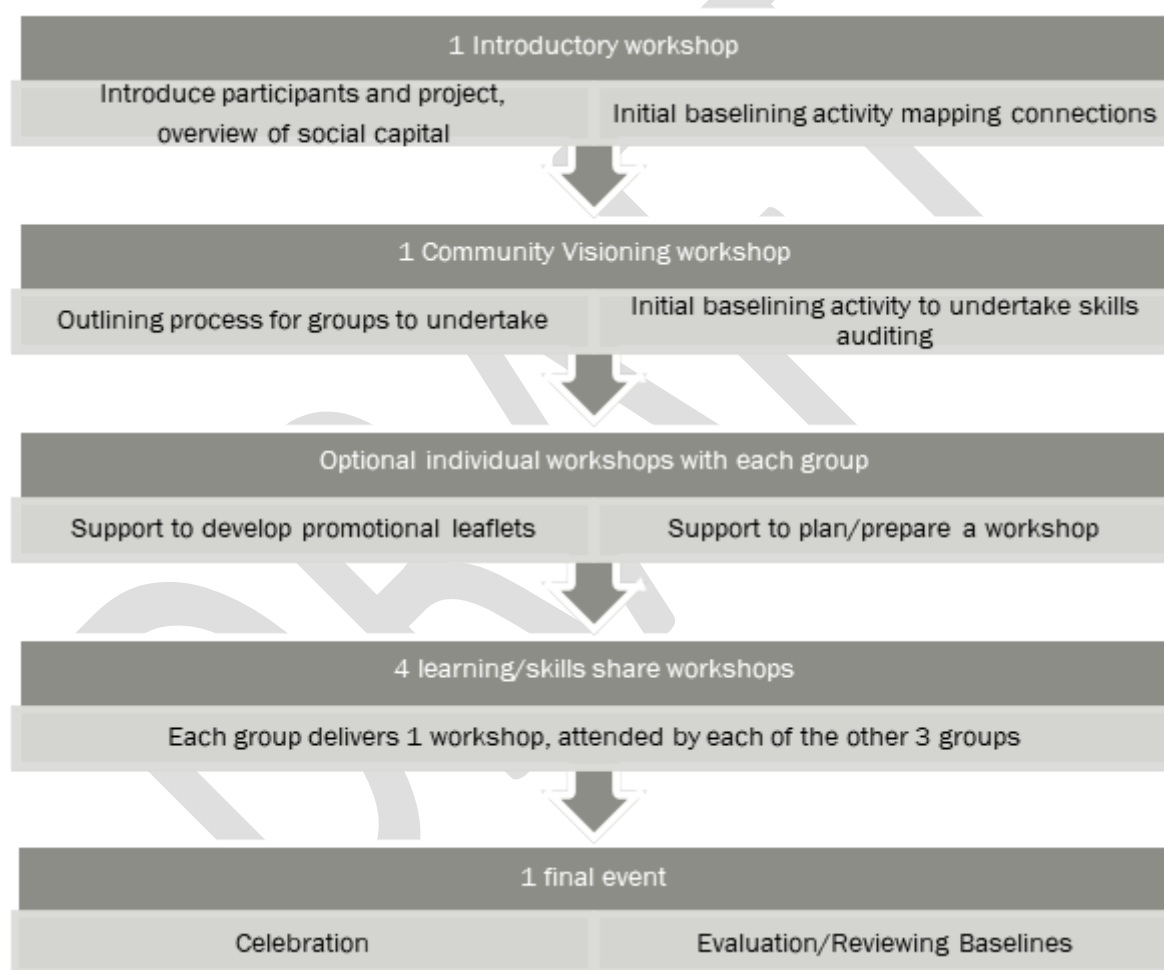 1 Introductory workshop
Introduce participants and project,
overview of social capital
Initial baselining activity mapping connections
1 Community Visioning workshop
Outlining process for groups to undertake
Initial baselining activity to undertake skills
auditing
Optional individual workshops with each group
Support to develop promotional leaflets
Support to plan/prepare a workshop
4 learning/skills share workshops
Each group delivers 1 workshop, attended by each of the other 3 groups
1 final event
Celebration
Evaluation/Reviewing Baselines